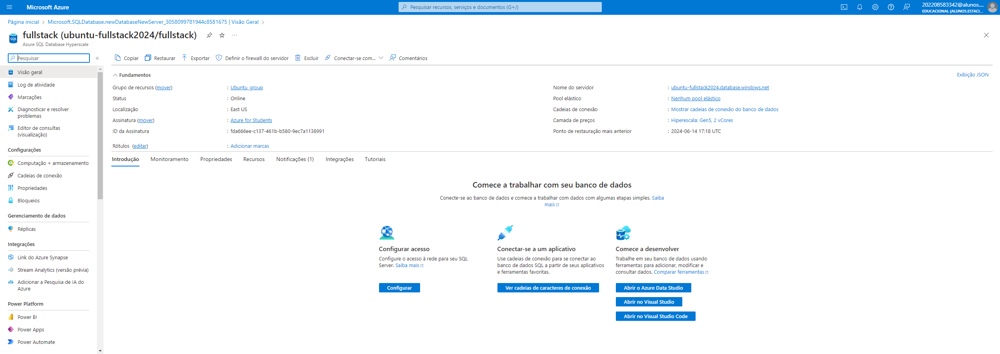 Microsoft Azure
Pesquisar recursos, serviços e documentos (G+/)
202208583342@alunos....
EDUCACIONAL (ALUNOS.ESTACI...
Página inicial > Microsoft.SQLDatabase.newDatabaseNewServer_3058099781944c8581675 | Visão Geral >
fullstack (ubuntu-fullstack2024/fullstack)
Azure SQL Database Hyperscale
Pesquisar
Visão geral
Log de atividade
Marcações
Diagnosticar e resolver
problemas
Editor de consultas
(visualização)
Configurações
Computação + armazenamento
Cadeias de conexão
Propriedades
Bloqueios
Gerenciamento de dados
Réplicas
Integrações
Link do Azure Synapse
Stream Analytics (versão prévia)
Adicionar a Pesquisa de IA do
Azure
Power Platform
Power BI
Power Apps
Power Automate
Copiar Restaurar Exportar Definir o firewall do servidor Excluir Conectar-se com... Comentários
Fundamentos
Exibição JSON
Grupo de recursos (mover) : Ubuntu_group
Status : Online
Localização : East US
Assinatura (mover) : Azure for Students
ID da Assinatura : fda666ee-c137-461b-b580-9ec7a1138991
Rótulos (editar) : Adicionar marcas
Nome do servidor : ubuntu-fullstack2024.database.windows.net
Pool elástico : Nenhum pool elástico
Cadeias de conexão : Mostrar cadeias de conexão do banco de dados
Camada de preços : Hiperescala: Gen5, 2 vCores
Ponto de restauração mais anterior : 2024-06-14 17:18 UTC
Introdução Monitoramento Propriedades Recursos Notificações (1) Integrações Tutoriais
Comece a trabalhar com seu banco de dados
Conecte-se ao banco de dados e comece a trabalhar com dados com algumas etapas simples. Saiba
mais
Configurar acesso
Configure o acesso à rede para seu SQL
Server. Saiba mais
Configurar
Conectar-se a um aplicativo
Use cadeias de conexão para se conectar ao
banco de dados SQL a partir de seus aplicativos
e ferramentas favoritas.
Ver cadeias de caracteres de conexão
Comece a desenvolver
Trabalhe em seu banco de dados usando
ferramentas para adicionar, modificar e
consultar dados. Comparar ferramentas
Abrir o Azure Data Studio
Abrir no Visual Studio
Abrir no Visual Studio Code